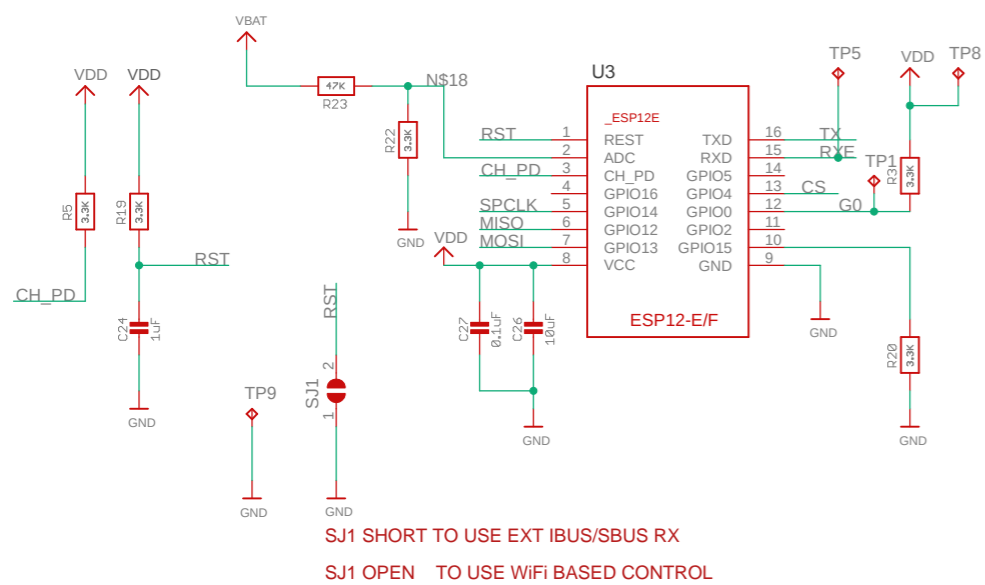 VBAT
TP5
VDD
TP8
VDD
VDD
N$18
U3
47K
R23
_ESP12E
R22
3.3K
RST
1
REST
TXD
16
TX
2
ADC
RXD
15
RXE
CH_PD
3
CH_PD
GPIO5
14
TP1
R3
3.3K
4
GPIO16
GPIO4
13
CS
R5
3.3K
R19
3.3K
SPCLK
5
GPIO14
GPIO0
12
G0
MISO
6
GPIO12
GPIO2
11
GND
VDD
MOSI
7
GPIO13
GPIO15
10
RST
8
VCC
GND
9
CH_PD
RST
C24
1uF
C27
0.1uF
C26
10uF
ESP12-E/F
GND
R20
3.3K
2
SJ1
1
TP9
GND
GND
GND
GND
GND
SJ1 SHORT TO USE EXT IBUS/SBUS RX
SJ1 OPEN TO USE WiFi BASED CONTROL